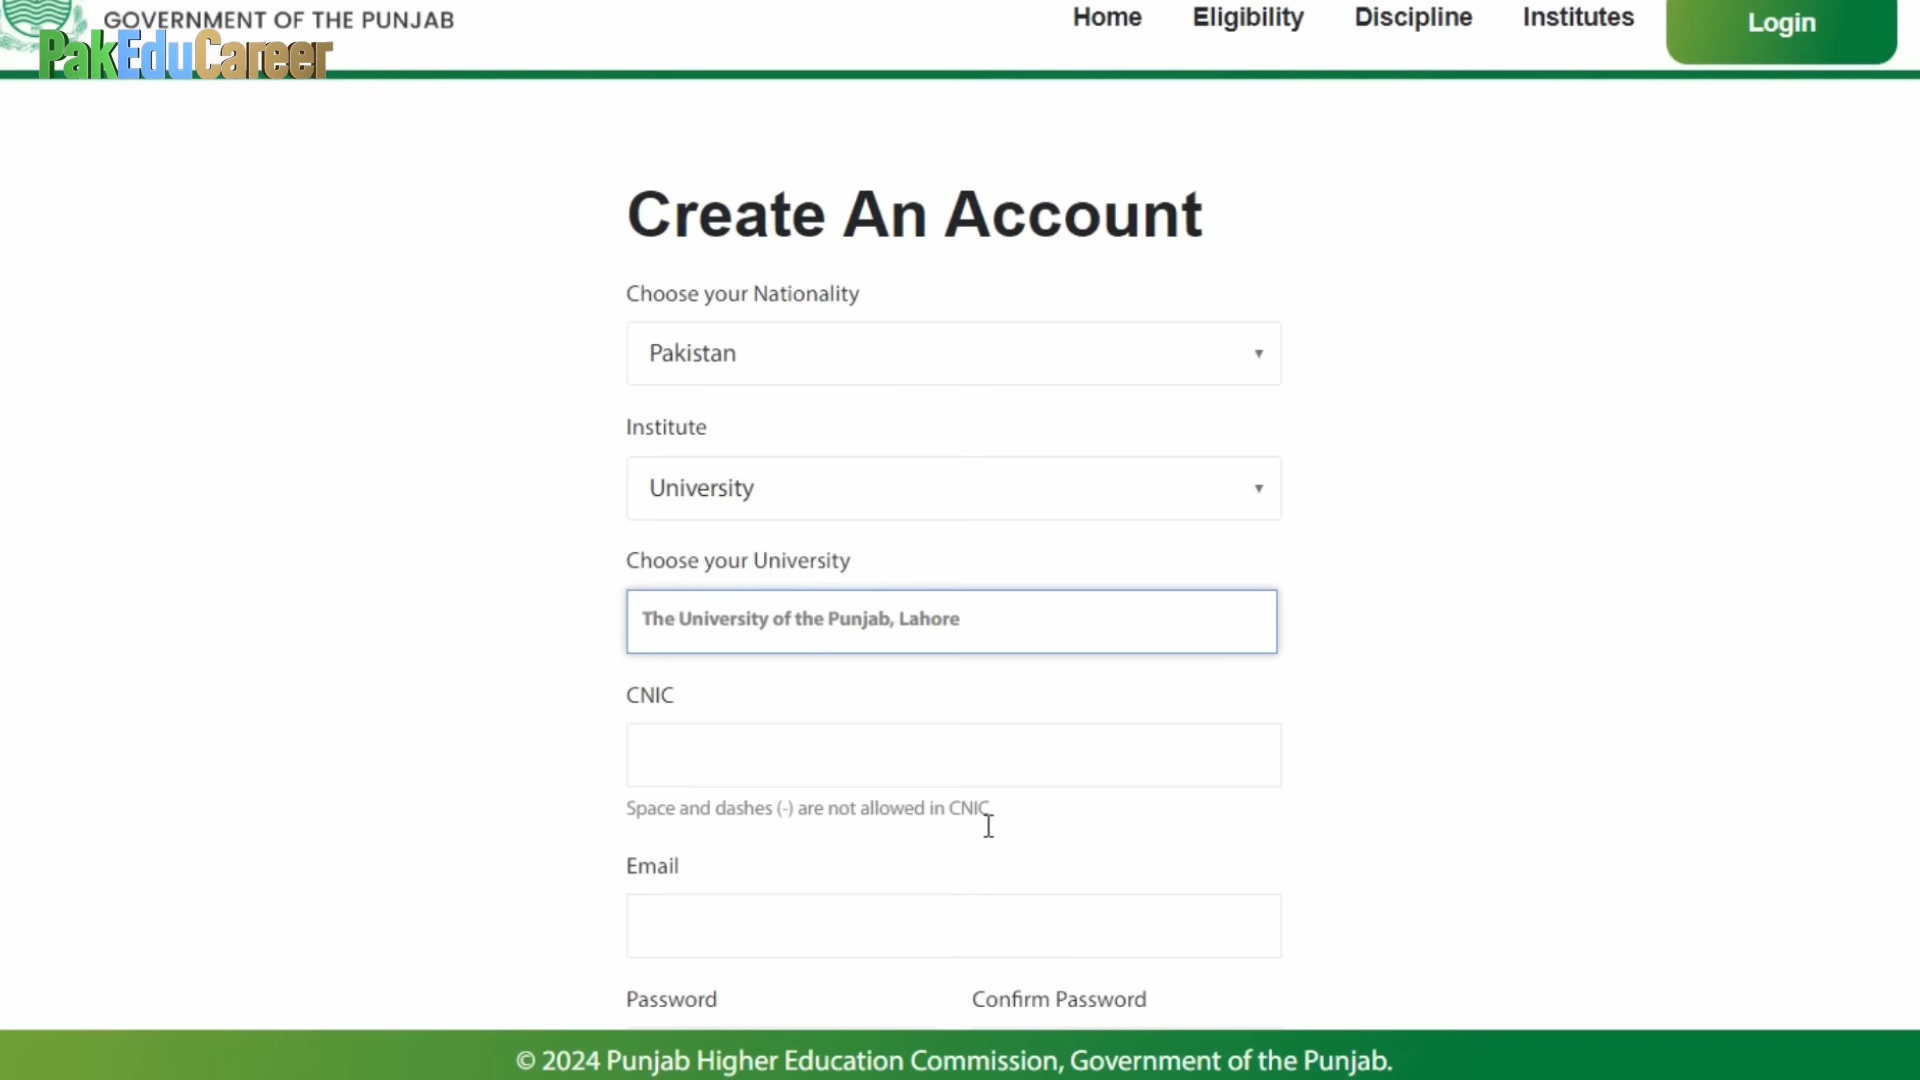 GOVERNMENT OF THE PUNJAB
PakEduCareer
Home Eligibility Discipline Institutes Login
Create An Account
Choose your Nationality
Pakistan
Institute
University
Choose your University
The University of the Punjab, Lahore
CNIC
Space and dashes (-) are not allowed in CNIC
Email
Password Confirm Password
© 2024 Punjab Higher Education Commission, Government of the Punjab.